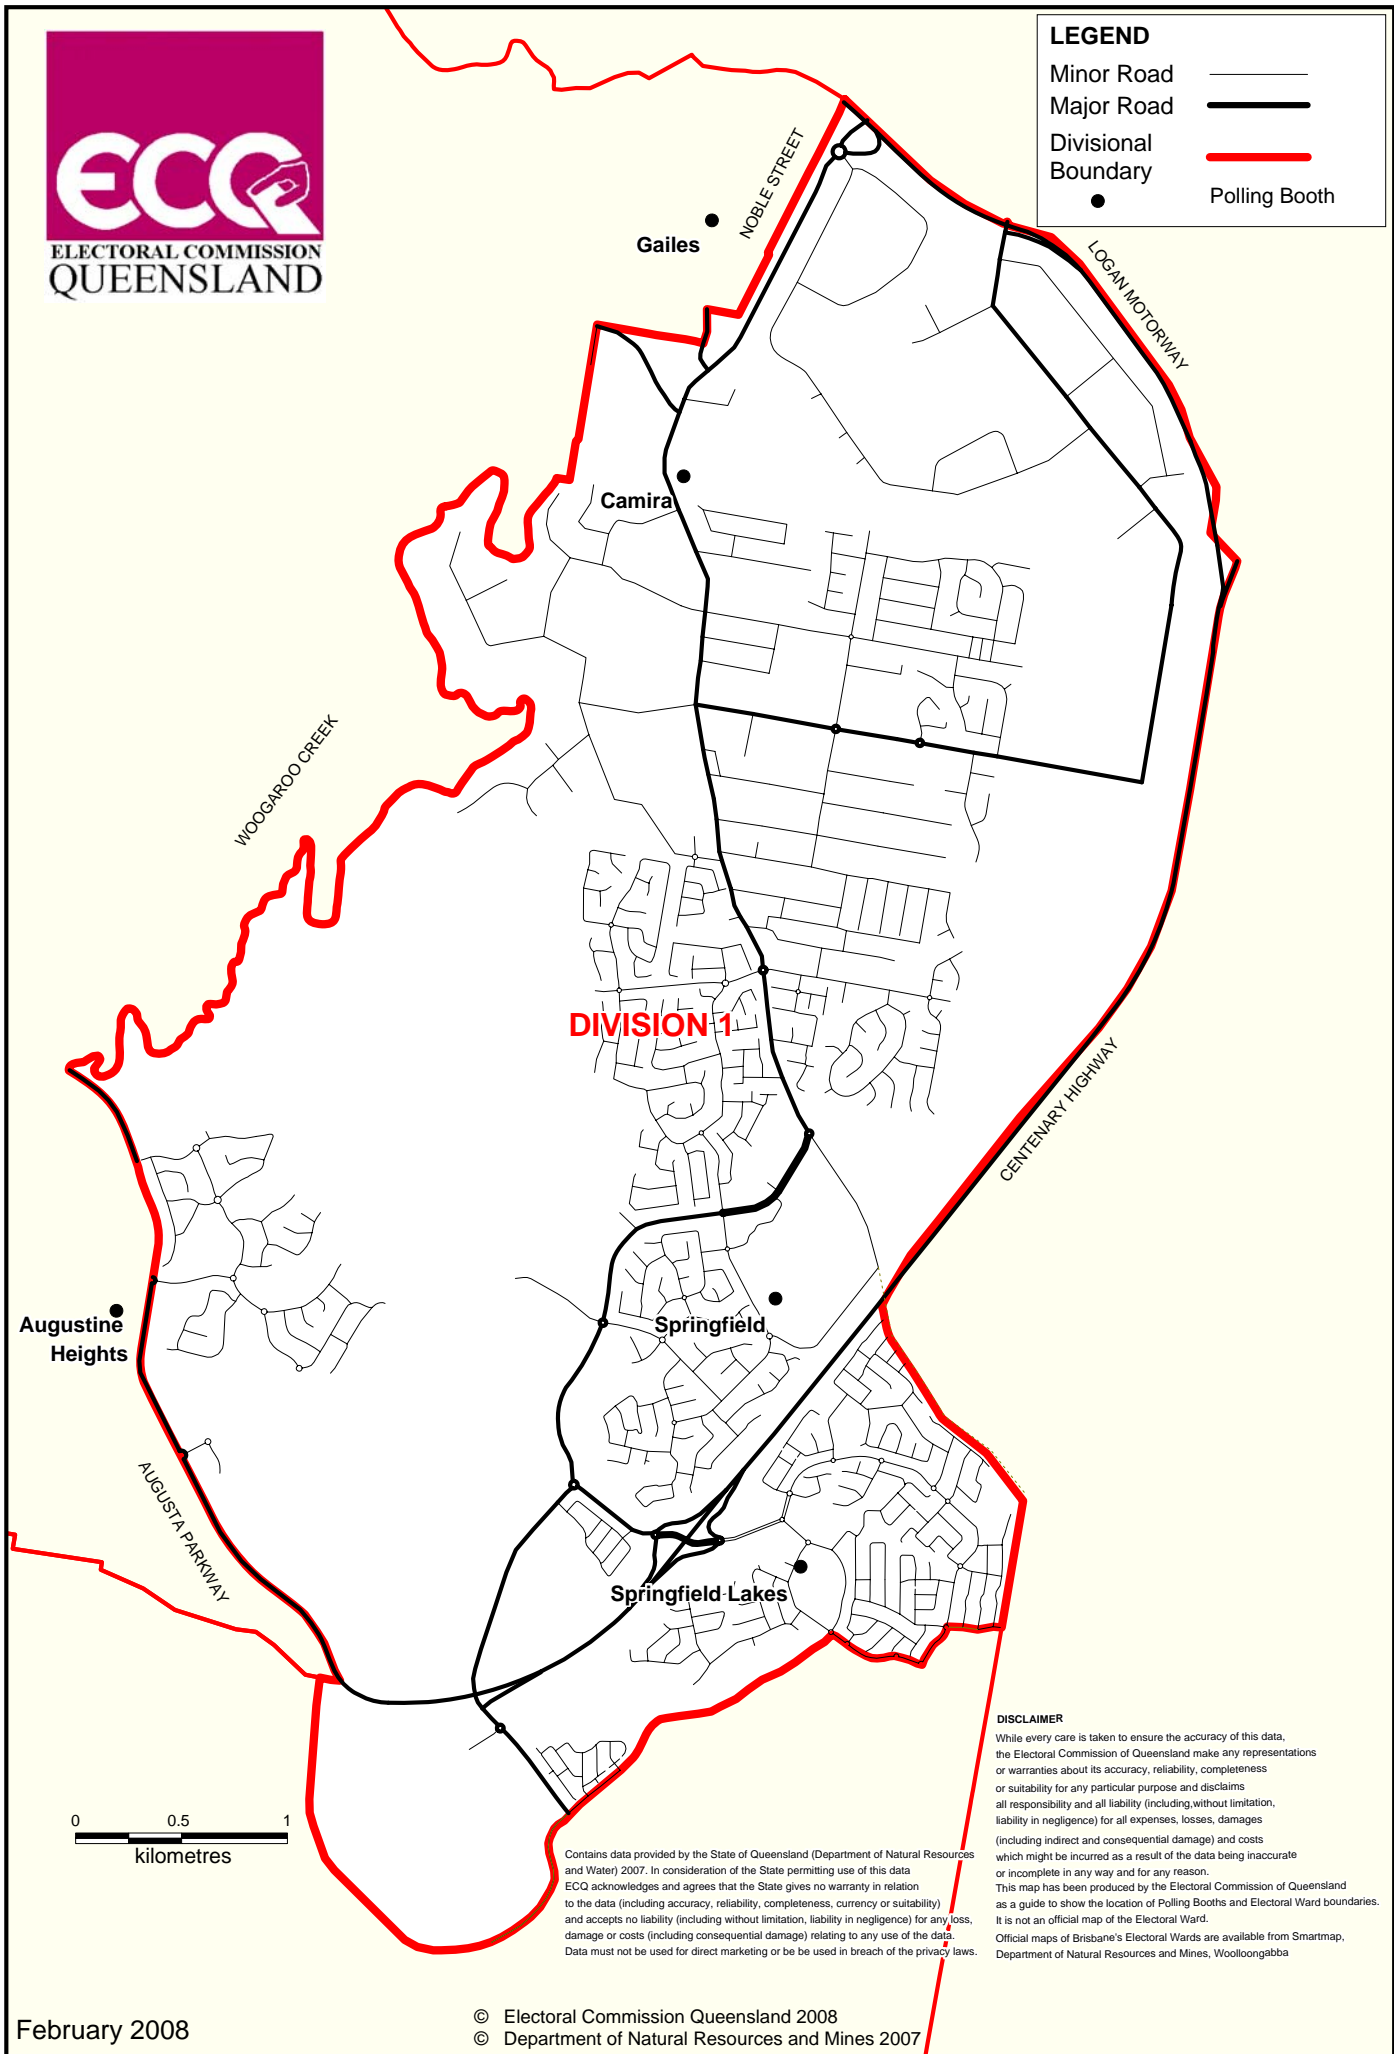 ECQ
ELECTORAL COMMISSION
QUEENSLAND
LEGEND
Minor Road
Major Road
Divisional
Boundary
Polling Booth
NOBLE STREET
Gailes
LOGAN MOTORWAY
Camira
WOOGAROO CREEK
DIVISION 1
CENTENARY HIGHWAY
Augustine
Heights
Springfield
AUGUSTA PARKWAY
Springfield Lakes
0 0.5 1
kilometres
DISCLAIMER
While every care is taken to ensure the accuracy of this data,
the Electoral Commission of Queensland make any representations
or warranties about its accuracy, reliability, completeness
or suitability for any particular purpose and disclaims
all responsibility and all liability (including,without limitation,
liability in negligence) for all expenses, losses, damages
(including indirect and consequential damage) and costs
which might be incurred as a result of the data being inaccurate
or incomplete in any way and for any reason.
This map has been produced by the Electoral Commission of Queensland
as a guide to show the location of Polling Booths and Electoral Ward boundaries.
It is not an official map of the Electoral Ward.
Official maps of Brisbane's Electoral Wards are available from Smartmap,
Department of Natural Resources and Mines, Woolloongabba
Contains data provided by the State of Queensland (Department of Natural Resources
and Water) 2007. In consideration of the State permitting use of this data
ECQ acknowledges and agrees that the State gives no warranty in relation
to the data (including accuracy, reliability, completeness, currency or suitability)
and accepts no liability (including without limitation, liability in negligence) for any loss,
damage or costs (including consequential damage) relating to any use of the data.
Data must not be used for direct marketing or be be used in breach of the privacy laws.
February 2008
© Electoral Commission Queensland 2008
© Department of Natural Resources and Mines 2007